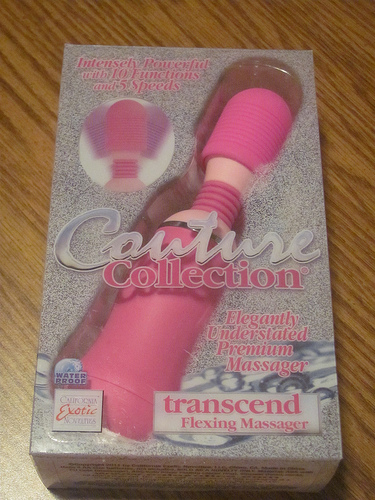 Intensely Powerful
with 10 Functions
and 5 Speeds
Couture
Collection
Elegantly
Understated
Premium
Massager
WATER
PROOF
CALIFORNIA
Exotic
NOVELTIES
transcend
Flexing Massager